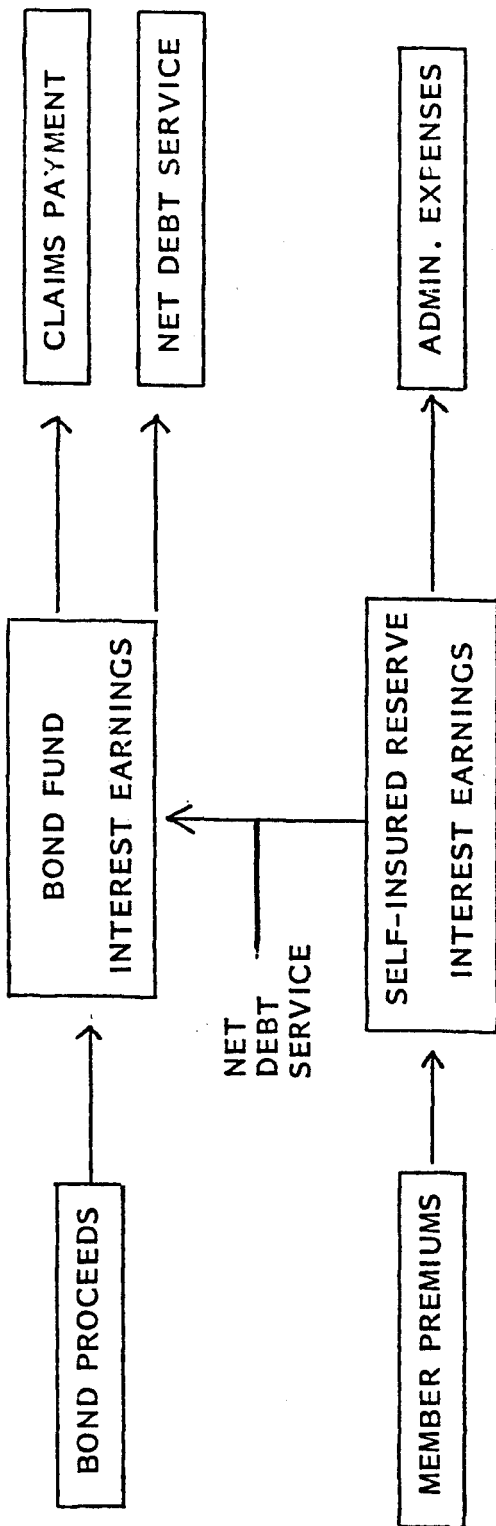 BOND PROCEEDS
BOND FUND
INTEREST EARNINGS
CLAIMS PAYMENT
NET DEBT SERVICE
NET
DEBT
SERVICE
MEMBER PREMIUMS
SELF-INSURED RESERVE
INTEREST EARNINGS
ADMIN. EXPENSES